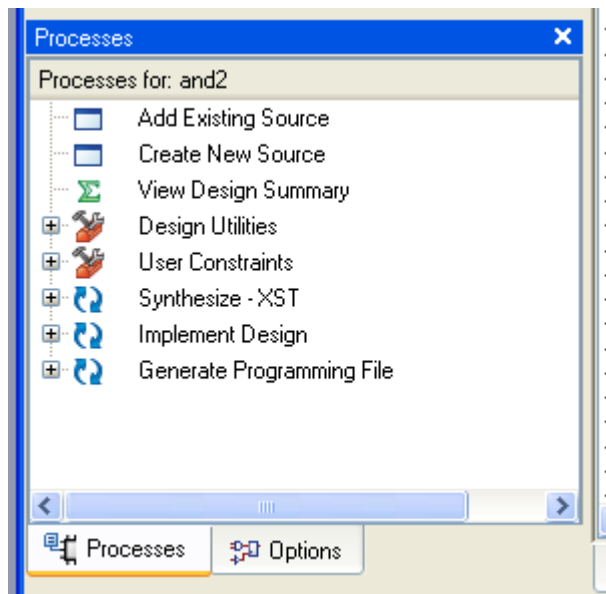 Processes
Processes for: and2
Add Existing Source
Create New Source
View Design Summary
Design Utilities
User Constraints
Synthesize - XST
Implement Design
Generate Programming File
Processes
Options